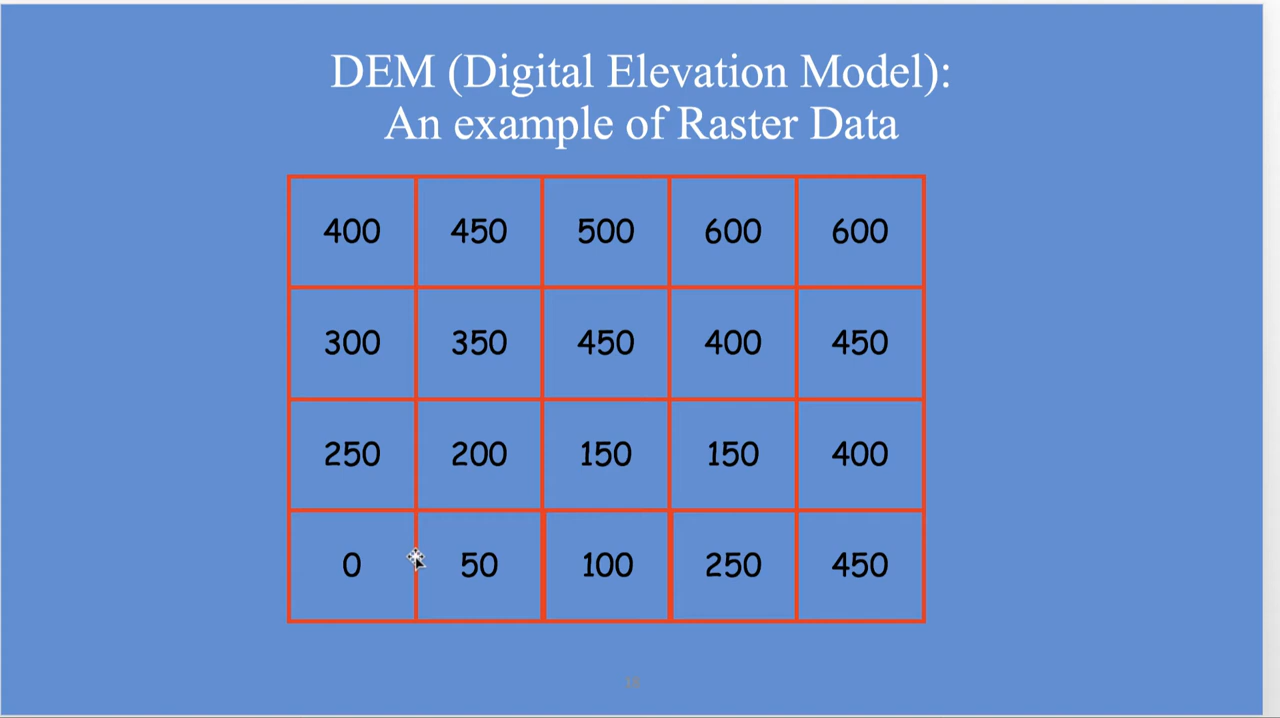 DEM (Digital Elevation Model):
An example of Raster Data
400 450 500 600 600
300 350 450 400 450
250 200 150 150 400
0 50 100 250 450